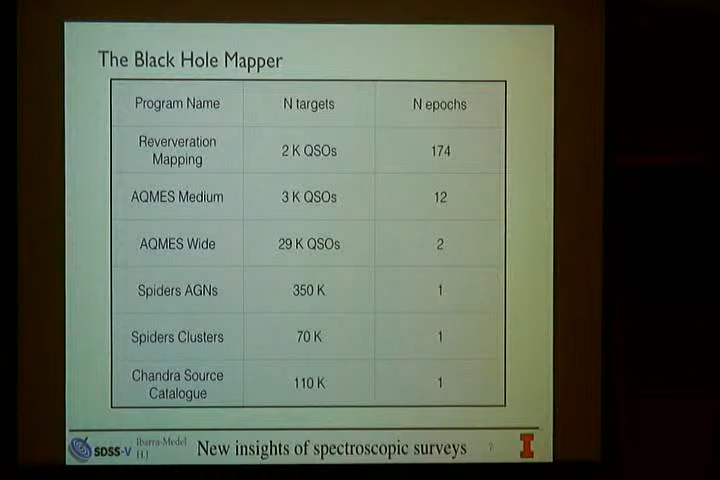 The Black Hole Mapper
Program Name N targets N epochs
Reververation
Mapping 2 K QSOs 174
AQMES Medium 3 K QSOs 12
AQMES Wide 29 K QSOs 2
Spiders AGNs 350 K 1
Spiders Clusters 70 K 1
Chandra Source
Catalogue 110 K 1
SDSS-V Ibarra-Medel
H.J New insights of spectroscopic surveys
I